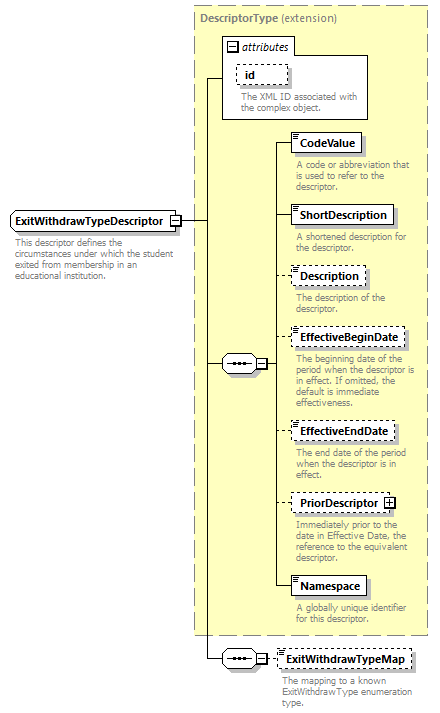 DescriptorType (extension)
attributes
id
The XML ID associated with
the complex object.
ExitWithdrawTypeDescriptor
This descriptor defines the
circumstances under which the student
exited from membership in an
educational institution.
CodeValue
A code or abbreviation that
is used to refer to the
descriptor.
ShortDescription
A shortened description for
the descriptor.
Description
The description of the
descriptor.
EffectiveBeginDate
The beginning date of the
period when the descriptor is
in effect. If omitted, the
default is immediate
effectiveness.
EffectiveEndDate
The end date of the period
when the descriptor is in
effect.
PriorDescriptor
Immediately prior to the
date in Effective Date, the
reference to the equivalent
descriptor.
Namespace
A globally unique identifier
for this descriptor.
ExitWithdrawTypeMap
The mapping to a known
ExitWithdrawType enumeration
type.